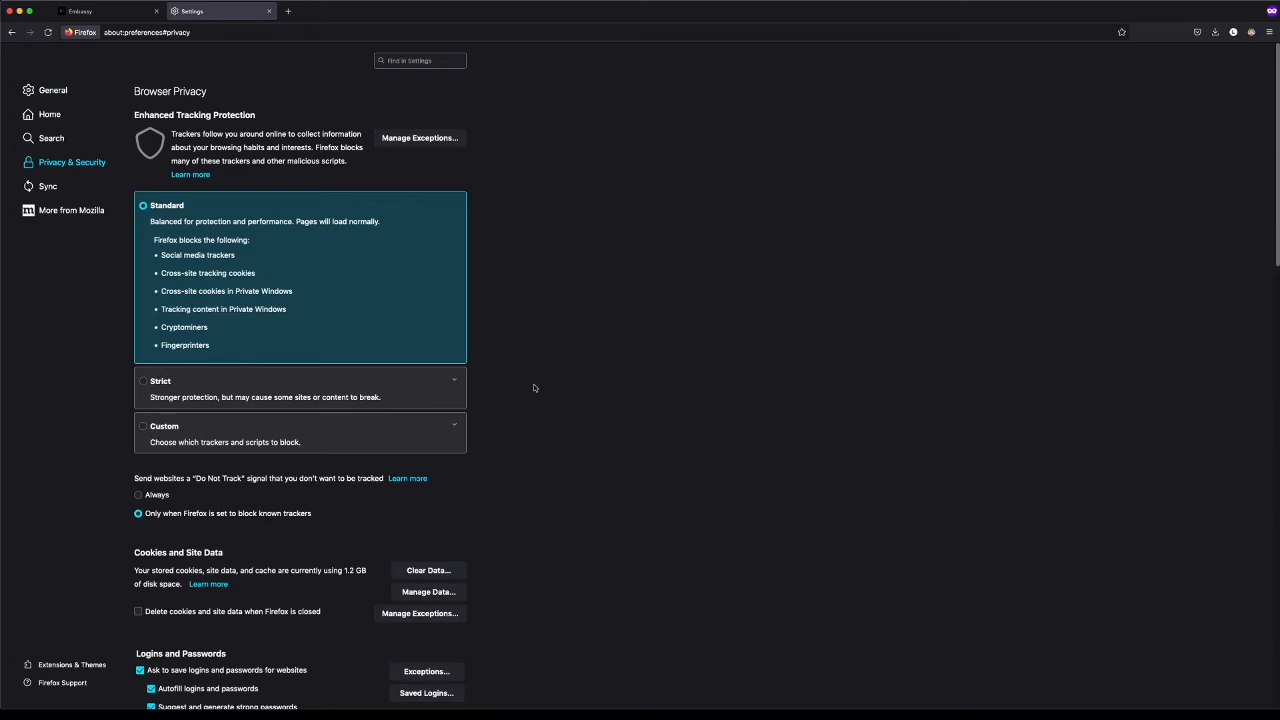 Embassy
Settings
Firefox
about:preferences#privacy
Find in Settings
General
Home
Search
Privacy & Security
Sync
More from Mozilla
Browser Privacy
Enhanced Tracking Protection
Trackers follow you around online to collect information
about your browsing habits and interests. Firefox blocks
many of these trackers and other malicious scripts.
Learn more
Manage Exceptions...
Standard
Balanced for protection and performance. Pages will load normally.
Firefox blocks the following:
• Social media trackers
• Cross-site tracking cookies
• Cross-site cookies in Private Windows
• Tracking content in Private Windows
• Cryptominers
• Fingerprinters
Strict
Stronger protection, but may cause some sites or content to break.
Custom
Choose which trackers and scripts to block.
Send websites a “Do Not Track” signal that you don’t want to be tracked Learn more
Always
Only when Firefox is set to block known trackers
Cookies and Site Data
Your stored cookies, site data, and cache are currently using 1.2 GB
of disk space. Learn more
Clear Data...
Manage Data...
Delete cookies and site data when Firefox is closed
Manage Exceptions...
Logins and Passwords
Ask to save logins and passwords for websites
Exceptions...
Autofill logins and passwords
Saved Logins...
Suggest and generate strong passwords
Extensions & Themes
Firefox Support